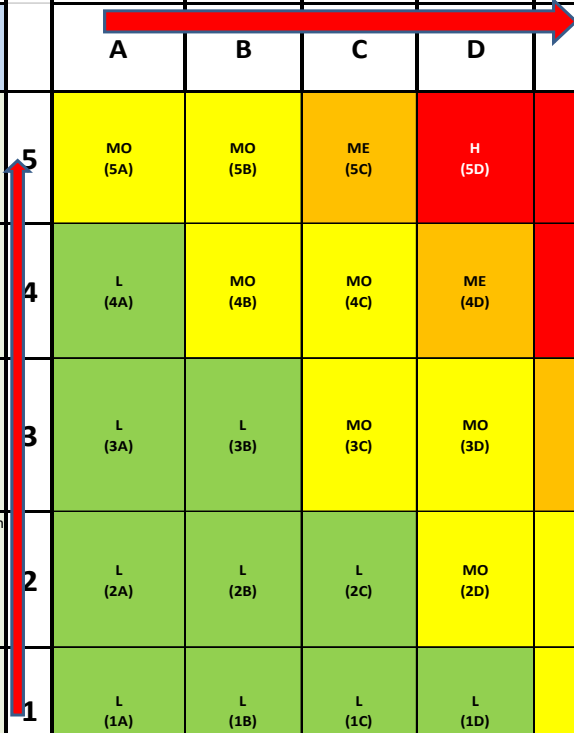 A B C D
5
MO MO ME H
(5A) (5B) (5C) (5D)
4
L MO MO ME
(4A) (4B) (4C) (4D)
3
L L MO MO
(3A) (3B) (3C) (3D)
2
L L L MO
(2A) (2B) (2C) (2D)
1
L L L L
(1A) (1B) (1C) (1D)